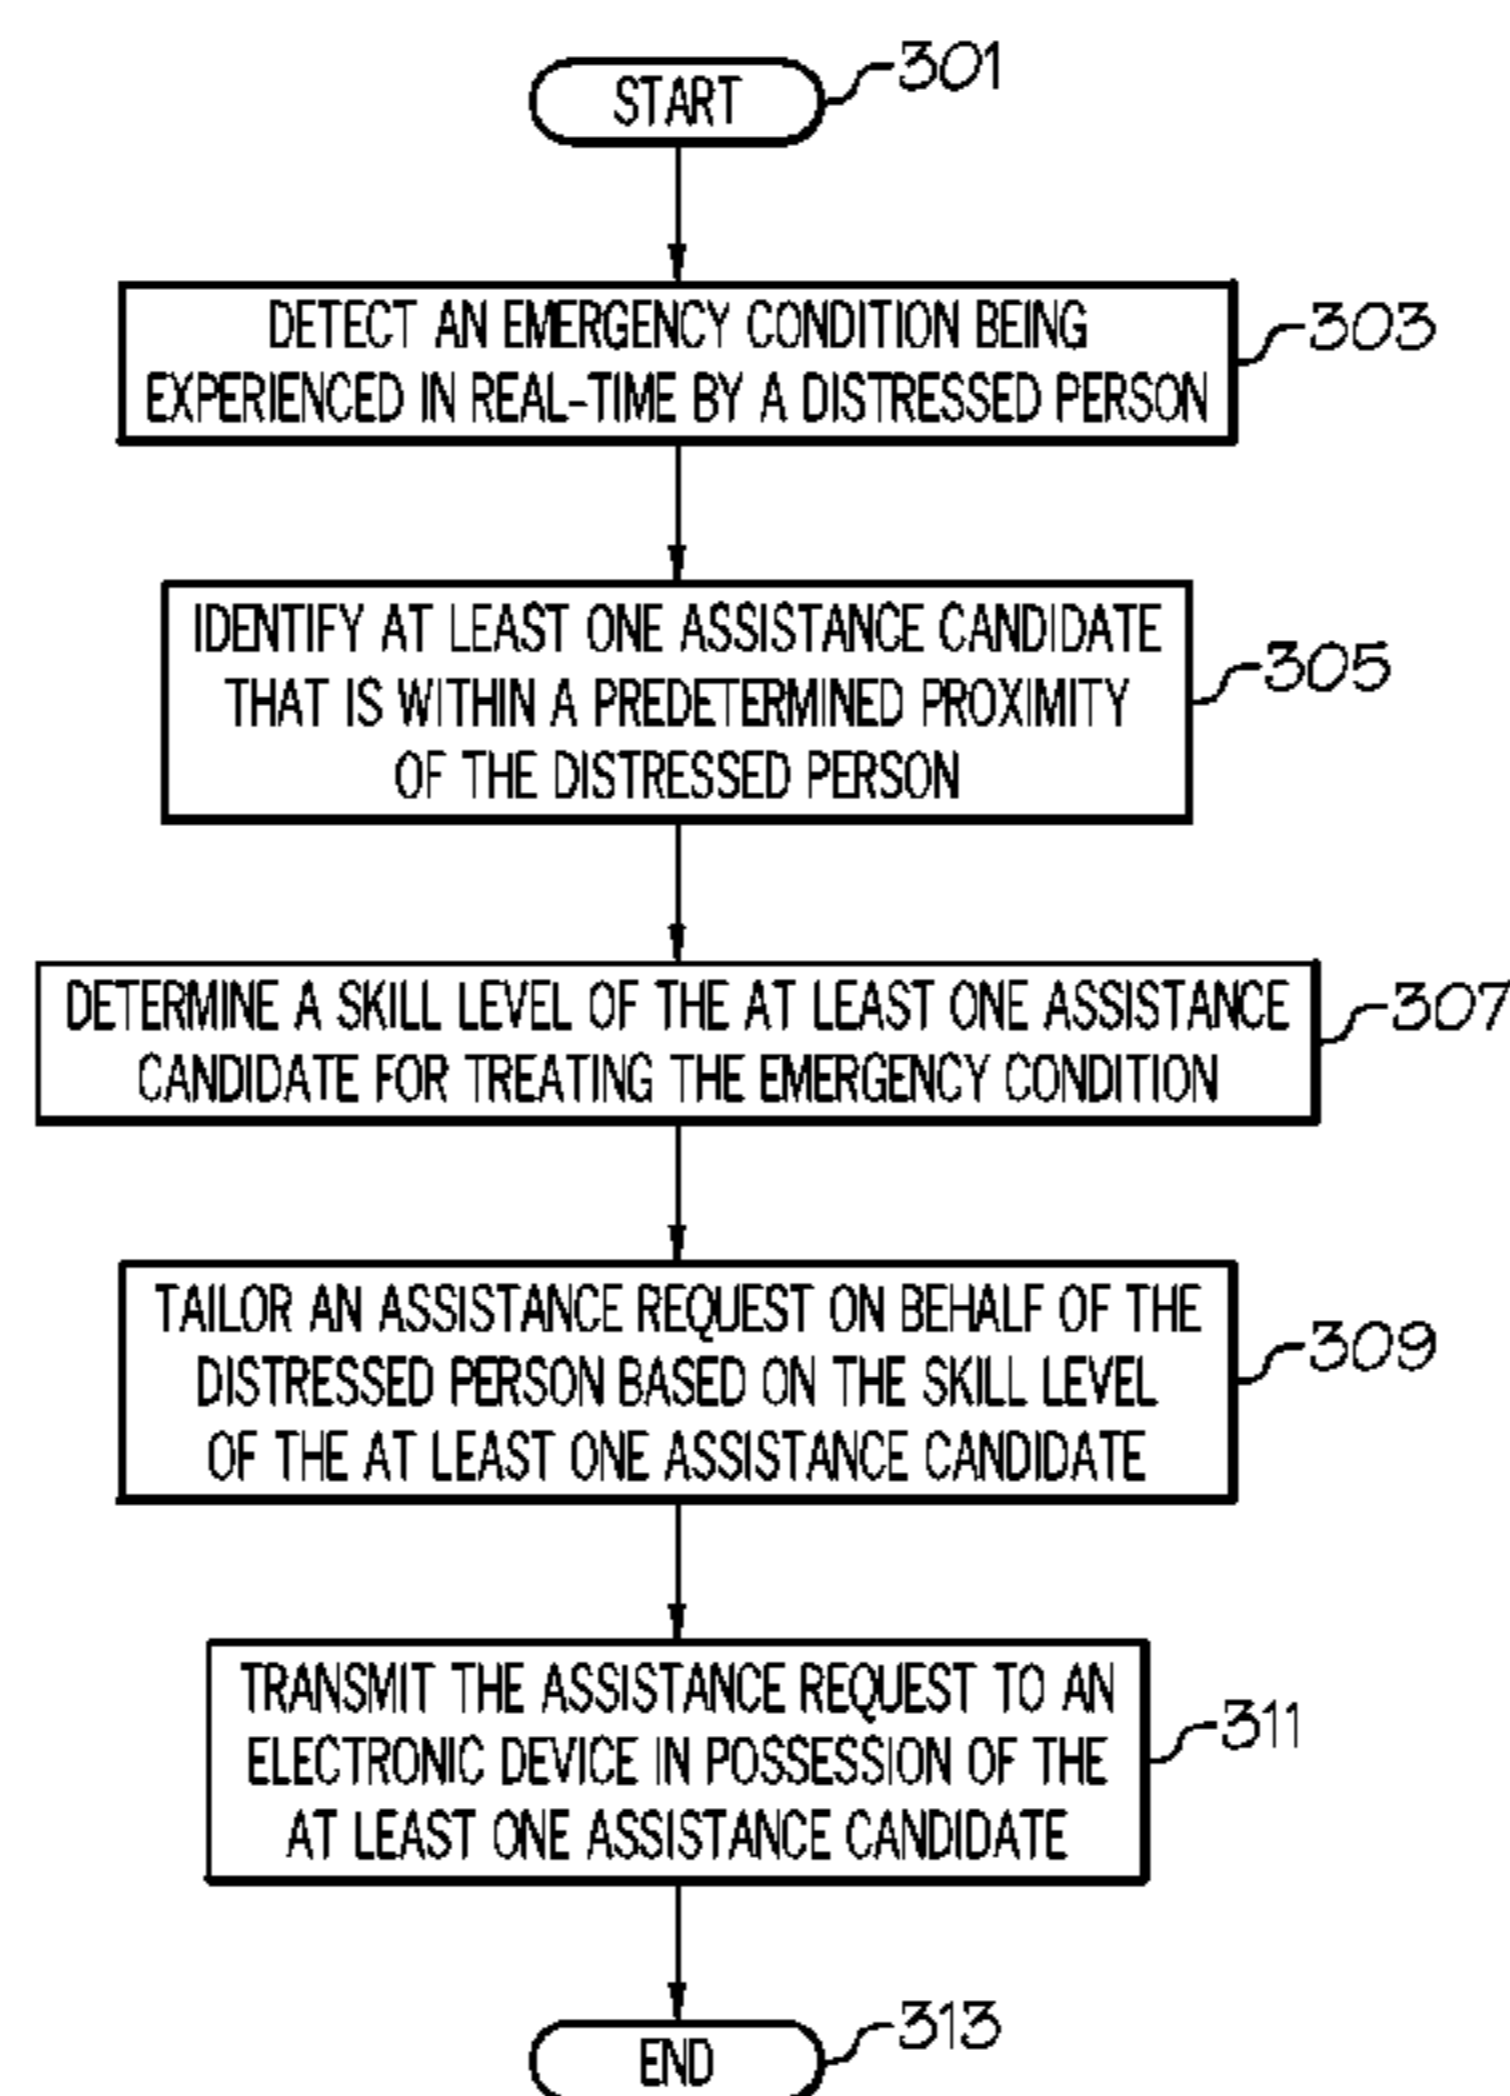 START
301
DETECT AN EMERGENCY CONDITION BEING
EXPERIENCED IN REAL-TIME BY A DISTRESSED PERSON
303
IDENTIFY AT LEAST ONE ASSISTANCE CANDIDATE
THAT IS WITHIN A PREDETERMINED PROXIMITY
OF THE DISTRESSED PERSON
305
DETERMINE A SKILL LEVEL OF THE AT LEAST ONE ASSISTANCE
CANDIDATE FOR TREATING THE EMERGENCY CONDITION
307
TAILOR AN ASSISTANCE REQUEST ON BEHALF OF THE
DISTRESSED PERSON BASED ON THE SKILL LEVEL
OF THE AT LEAST ONE ASSISTANCE CANDIDATE
309
TRANSMIT THE ASSISTANCE REQUEST TO AN
ELECTRONIC DEVICE IN POSSESSION OF THE
AT LEAST ONE ASSISTANCE CANDIDATE
311
END
313